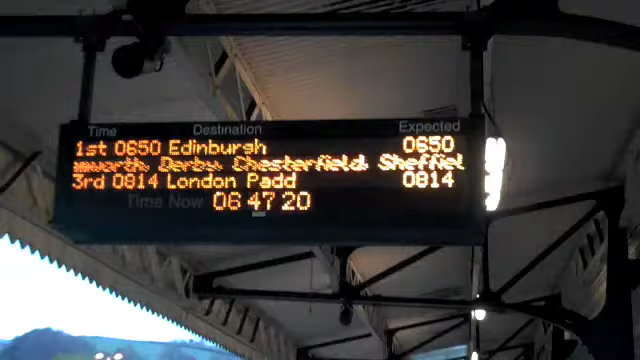 Time Destination Expected
1st 0650 Edinburgh 0650
Derby, Chesterfield, Sheffiel
3rd 0814 London Padd 0814
Time Now 06 47 20